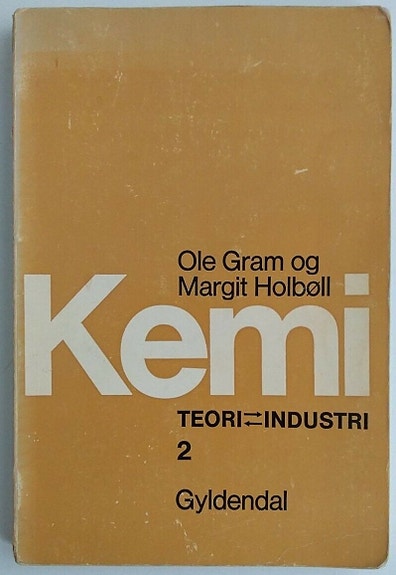 Ole Gram og
Margit Holbøll
Kemi
TEORI⇄INDUSTRI
2
Gyldendal